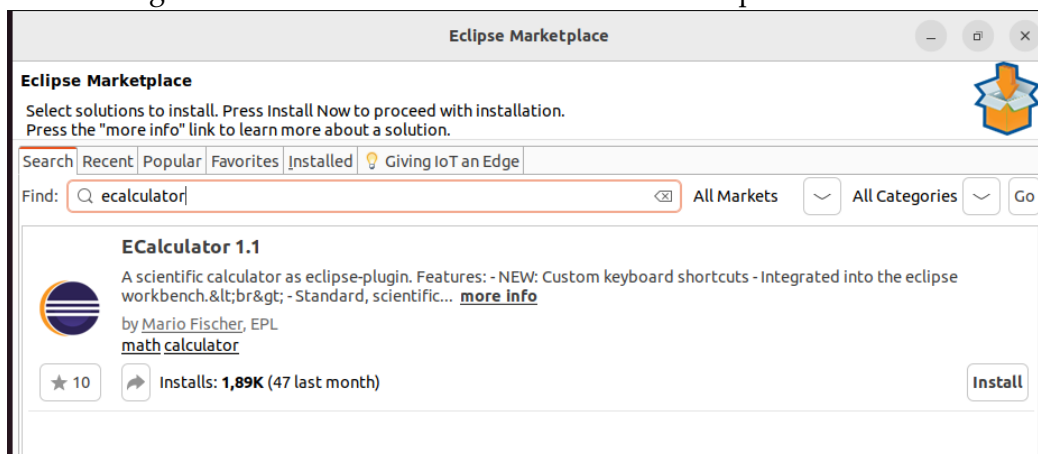 Eclipse Marketplace
Eclipse Marketplace
Select solutions to install. Press Install Now to proceed with installation.
Press the "more info" link to learn more about a solution.
Search Recent Popular Favorites Installed Giving IoT an Edge
Find: ecalculator All Markets All Categories Go
ECalculator 1.1
A scientific calculator as eclipse-plugin. Features: - NEW: Custom keyboard shortcuts - Integrated into the eclipse
workbench.&lt;br&gt; - Standard, scientific... more info
by Mario Fischer, EPL
math calculator
10 Installs: 1,89K (47 last month) Install